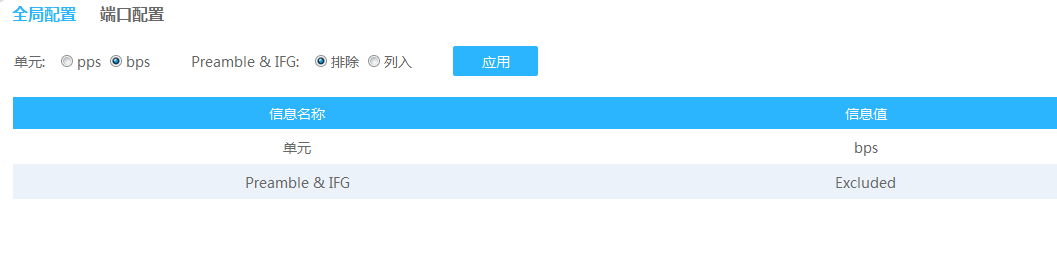 全局配置 端口配置
单元: pps bps Preamble & IFG: 排除 列入 应用
信息名称 信息值
单元 bps
Preamble & IFG Excluded